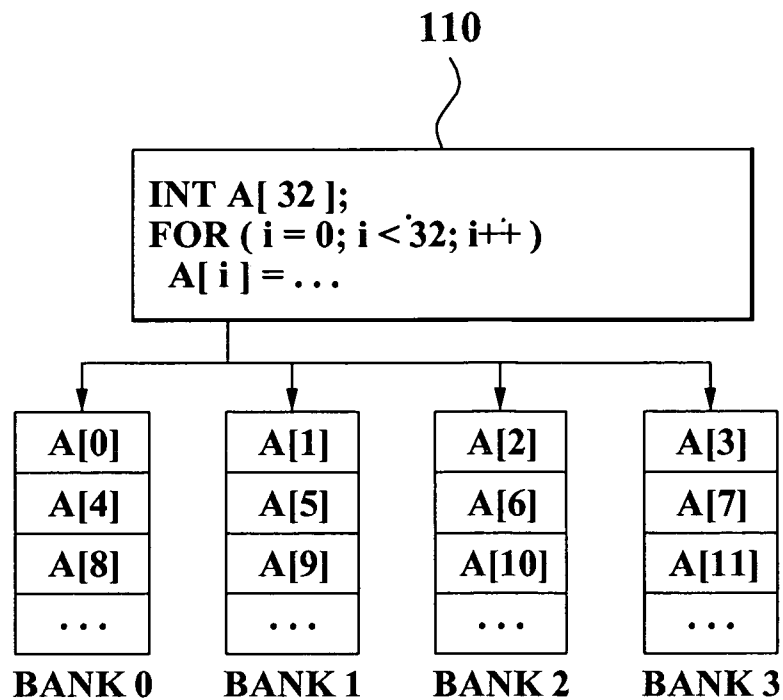 110
INT A[ 32 ];
FOR ( i = 0; i < 32; i++ )
A[ i ] = . . .
A[0] A[1] A[2] A[3]
A[4] A[5] A[6] A[7]
A[8] A[9] A[10] A[11]
. . . . . . . . . . . .
BANK 0 BANK 1 BANK 2 BANK 3